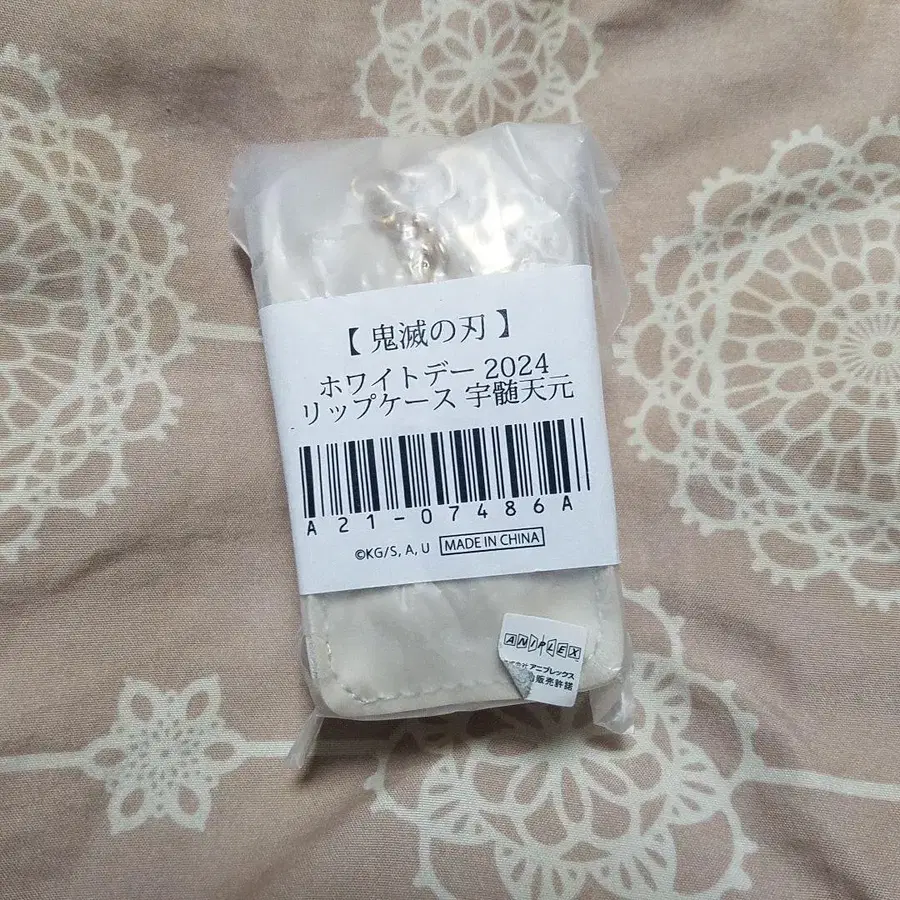 【鬼滅の刃】
ホワイトデー 2024
リップケース 宇髄天元
A21-07486A
©KG/S, A, U MADE IN CHINA
ANIPLEX
アニプレックス
販売許諾